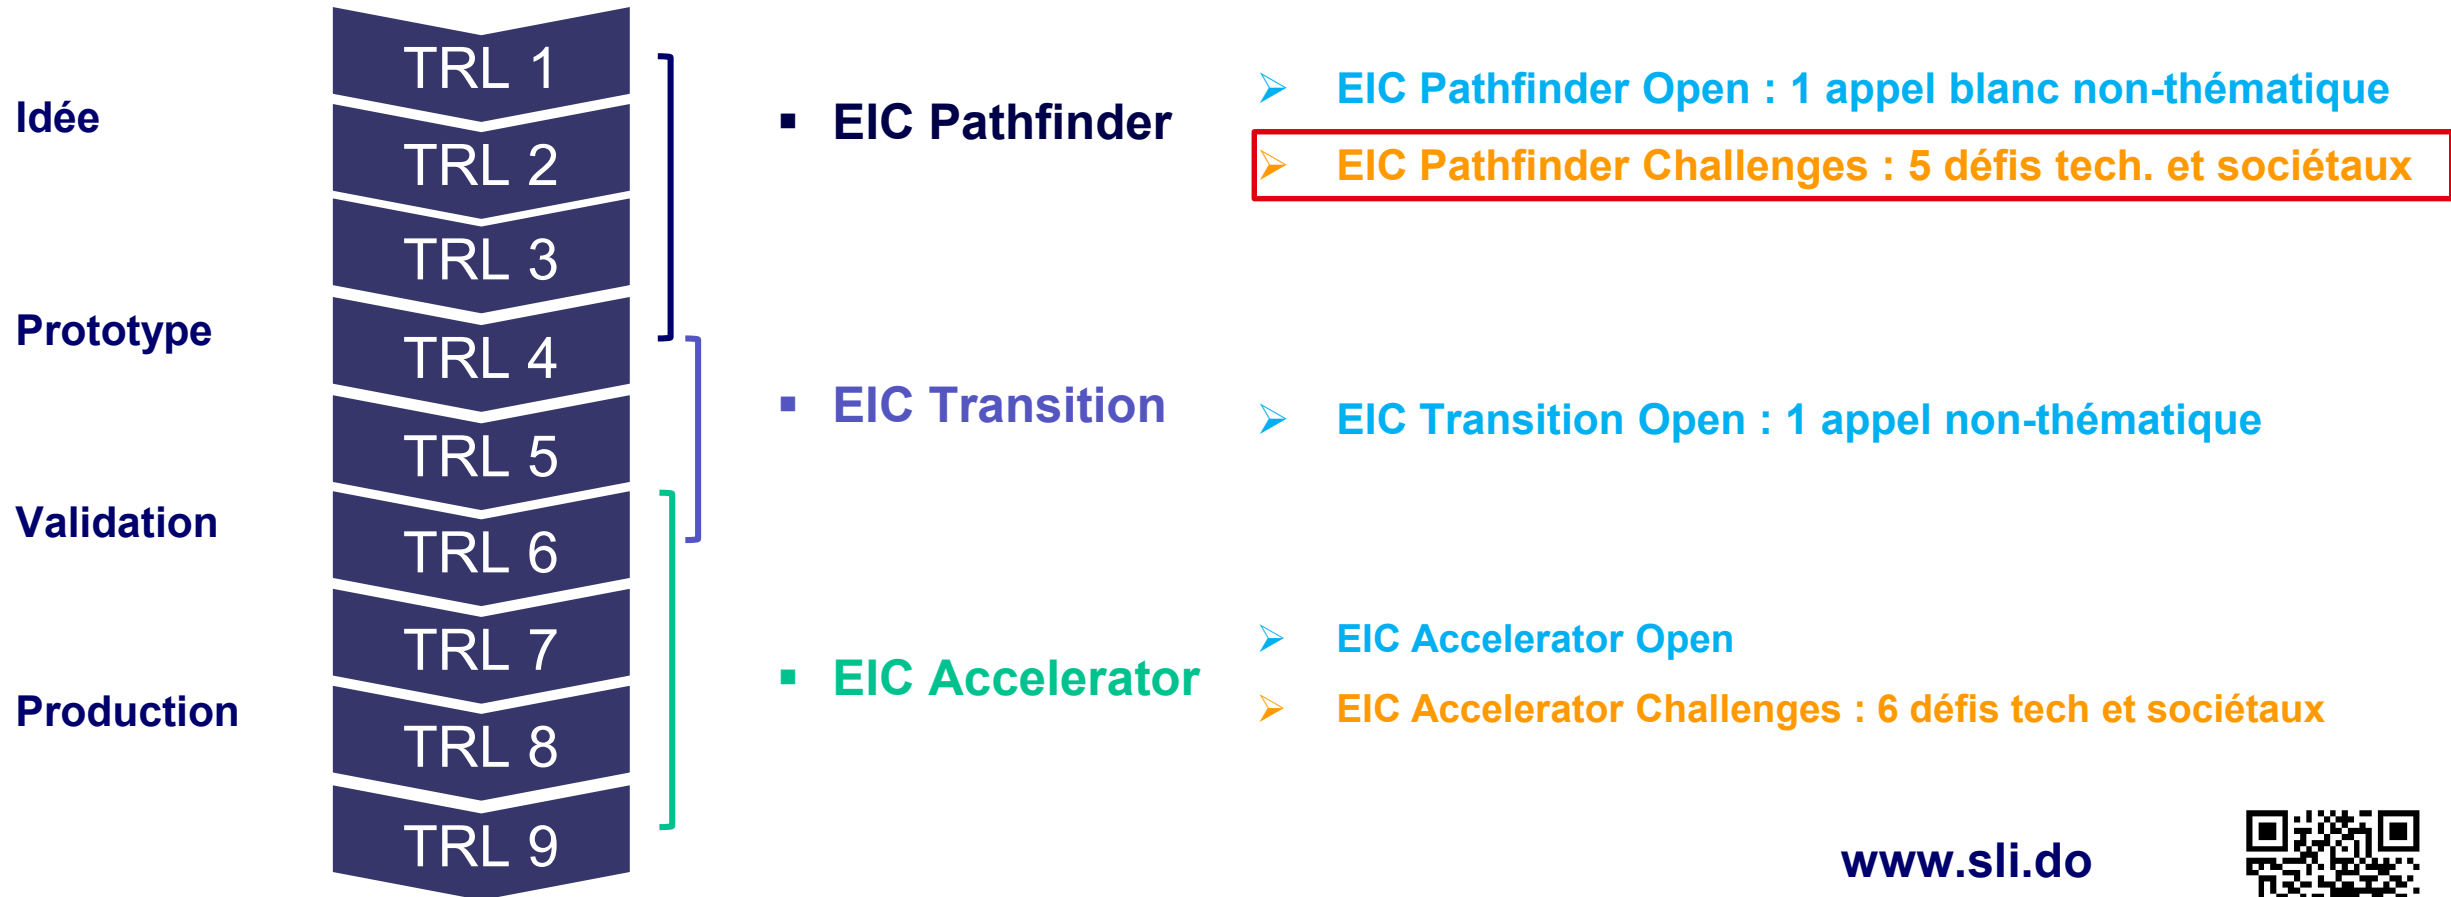 Idée
Prototype
Validation
Production
TRL 1
TRL 2
TRL 3
TRL 4
TRL 5
TRL 6
TRL 7
TRL 8
TRL 9
▪ EIC Pathfinder
➢ EIC Pathfinder Open : 1 appel blanc non-thématique
➢ EIC Pathfinder Challenges : 5 défis tech. et sociétaux
▪ EIC Transition
➢ EIC Transition Open : 1 appel non-thématique
▪ EIC Accelerator
➢ EIC Accelerator Open
➢ EIC Accelerator Challenges : 6 défis tech et sociétaux
www.sli.do